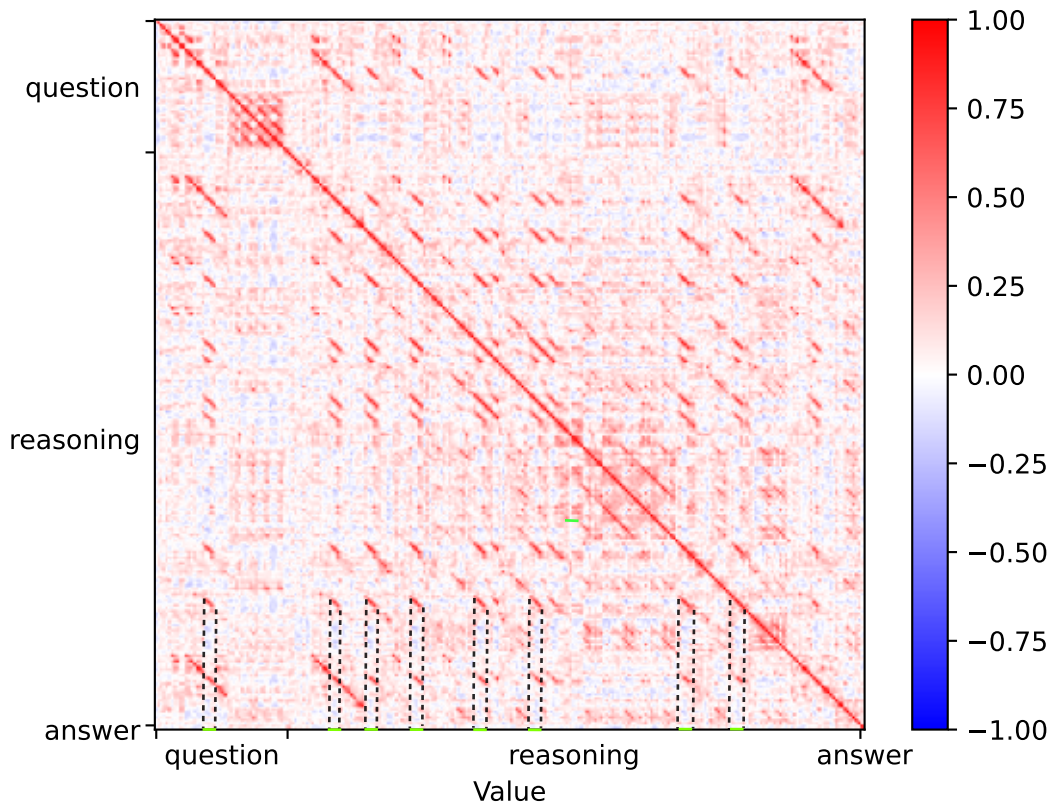 question
reasoning
answer
question
reasoning
answer
Value
1.00
0.75
0.50
0.25
0.00
−0.25
−0.50
−0.75
−1.00